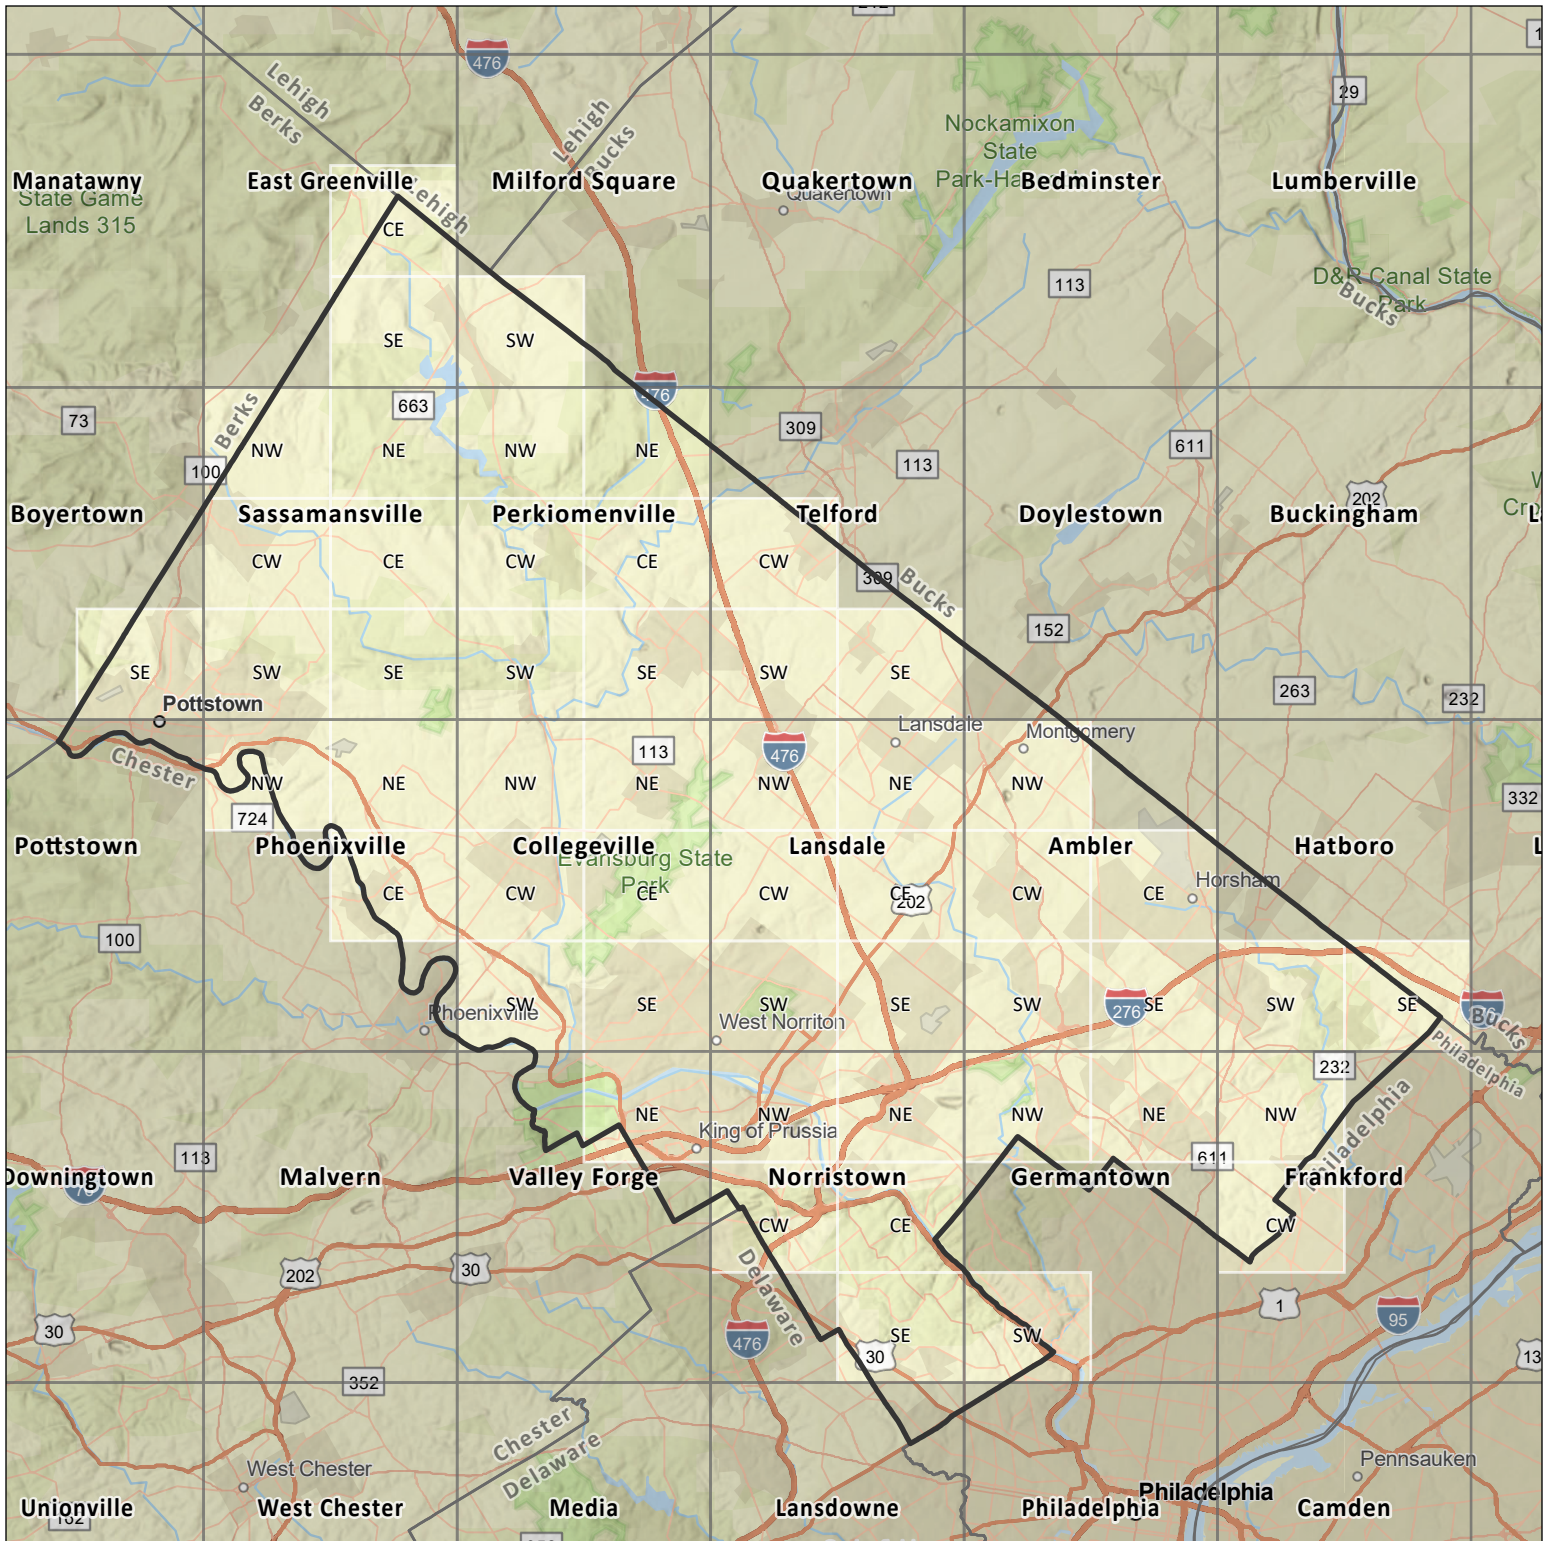 476
29
Lehigh
Berks
Lehigh
Bucks
Nockamixon
State
Manatawny
State Game
Lands 315
East Greenville
Lehigh
Milford Square
Quakertown
Quakertown
Bedminster
Lumberville
CE
113
D&R Canal State
Park
Bucks
SE
SW
476
73
663
Berks
309
611
100
NW
NE
NW
NE
113
202
Boyertown
Sassamansville
Perkiomenville
Telford
Doylestown
Buckingham
CW
CE
CW
CE
CW
309
Bucks
152
SE
SW
SE
SW
SE
SW
SE
263
232
Pottstown
Chester
113
476
Lansdale
Montgomery
NW
NE
NW
NE
NW
NE
NW
332
724
Pottstown
Phoenixville
Collegeville
Evansburg State
Park
Lansdale
Ambler
Hatboro
CE
CW
CE
CW
CE
202
CW
CE
Horsham
100
Phoenixville
SW
SE
SW
West Norriton
SE
SW
276
SE
SW
SE
Bucks
Philadelphia
232
Philadelphia
NE
NW
NE
NW
NE
NW
King of Prussia
113
611
Downingtown
76
Malvern
Valley Forge
Norristown
Germantown
Frankford
CW
CE
CW
202
30
Delaware
30
476
30
SE
SW
1
95
13
352
Chester
Delaware
West Chester
Pennsauken
Unionville
West Chester
Media
Lansdowne
Philadelphia
Philadelphia
Camden